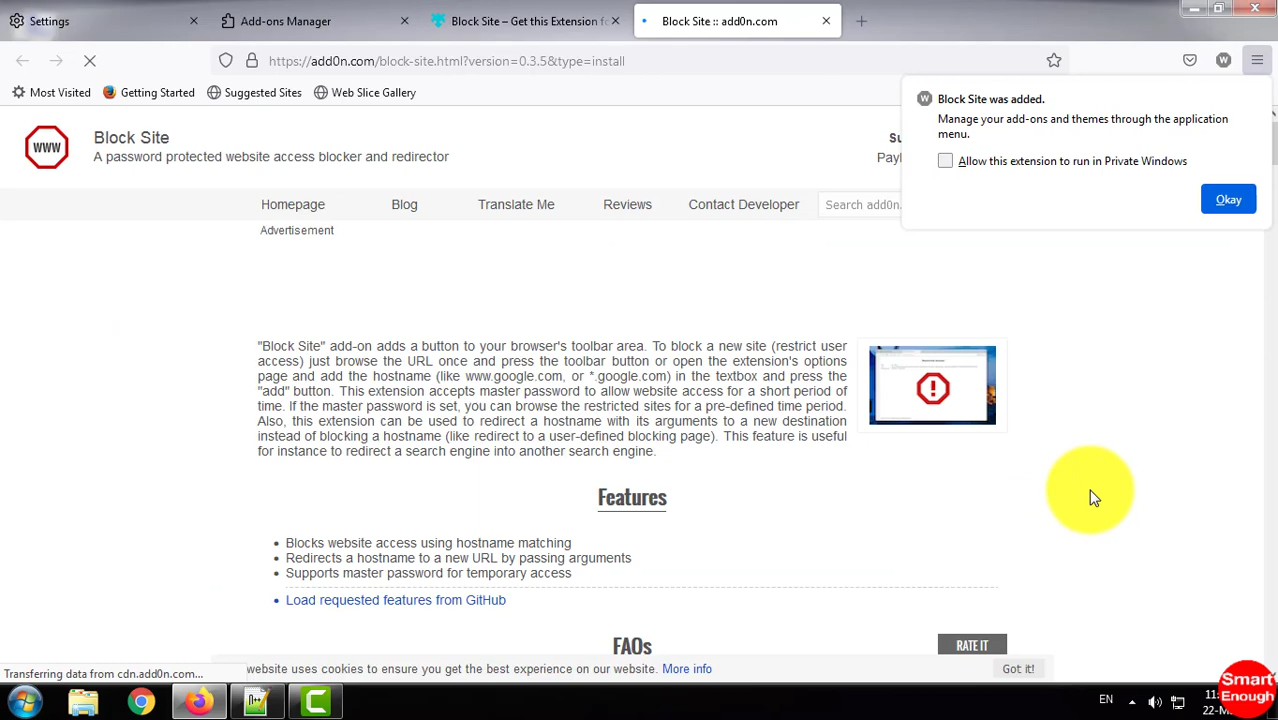 Settings
Add-ons Manager
Block Site – Get this Extension fo
Block Site :: add0n.com
https://add0n.com/block-site.html?version=0.3.5&type=install
Most Visited
Getting Started
Suggested Sites
Web Slice Gallery
W
Block Site was added.
Manage your add-ons and themes through the application
menu.
Allow this extension to run in Private Windows
Okay
WWW
Block Site
A password protected website access blocker and redirector
Homepage
Blog
Translate Me
Reviews
Contact Developer
Search add0n.
Advertisement
"Block Site" add-on adds a button to your browser's toolbar area. To block a new site (restrict user
access) just browse the URL once and press the toolbar button or open the extension's options
page and add the hostname (like www.google.com, or *.google.com) in the textbox and press the
"add" button. This extension accepts master password to allow website access for a short period of
time. If the master password is set, you can browse the restricted sites for a pre-defined time period.
Also, this extension can be used to redirect a hostname with its arguments to a new destination
instead of blocking a hostname (like redirect to a user-defined blocking page). This feature is useful
for instance to redirect a search engine into another search engine.
Features
Blocks website access using hostname matching
Redirects a hostname to a new URL by passing arguments
Supports master password for temporary access
Load requested features from GitHub
FAQs
RATE IT
website uses cookies to ensure you get the best experience on our website. More info
Got it!
Transferring data from cdn.add0n.com...
EN
11:
22-M
Smart
Enough